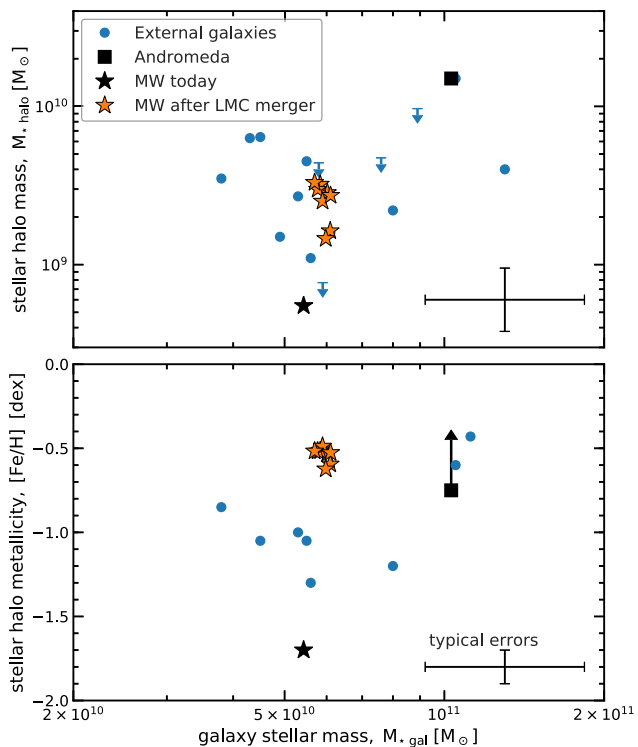 External galaxies
Andromeda
MW today
MW after LMC merger
stellar halo mass, M⋆ halo [M⊙]
10¹⁰
10⁹
stellar halo metallicity, [Fe/H] [dex]
0.0
−0.5
−1.0
−1.5
−2.0
typical errors
2 × 10¹⁰
5 × 10¹⁰
10¹¹
2 × 10¹¹
galaxy stellar mass, M⋆ gal [M⊙]